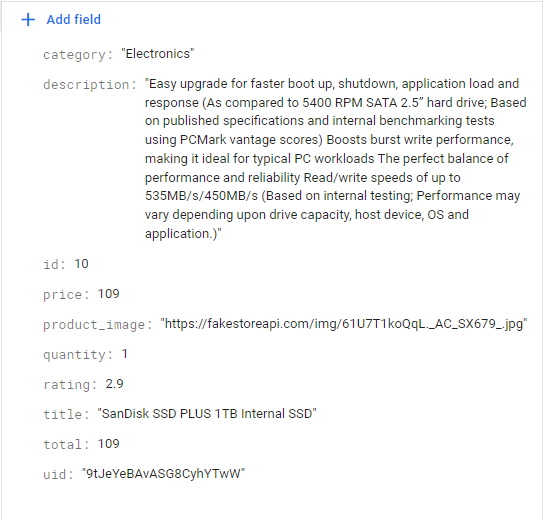 + Add field
category: "Electronics"
description: "Easy upgrade for faster boot up, shutdown, application load and
response (As compared to 5400 RPM SATA 2.5” hard drive; Based
on published specifications and internal benchmarking tests
using PCMark vantage scores) Boosts burst write performance,
making it ideal for typical PC workloads The perfect balance of
performance and reliability Read/write speeds of up to
535MB/s/450MB/s (Based on internal testing; Performance may
vary depending upon drive capacity, host device, OS and
application.)"
id: 10
price: 109
product_image: "https://fakestoreapi.com/img/61U7T1koQqL._AC_SX679_.jpg"
quantity: 1
rating: 2.9
title: "SanDisk SSD PLUS 1TB Internal SSD"
total: 109
uid: "9tJeYeBAvASG8CyhYTwW"